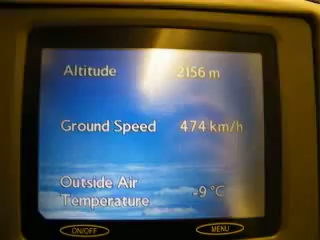 Altitude 2156 m
Ground Speed 474 km/h
Outside Air
Temperature -9 °C
ON/OFF MENU